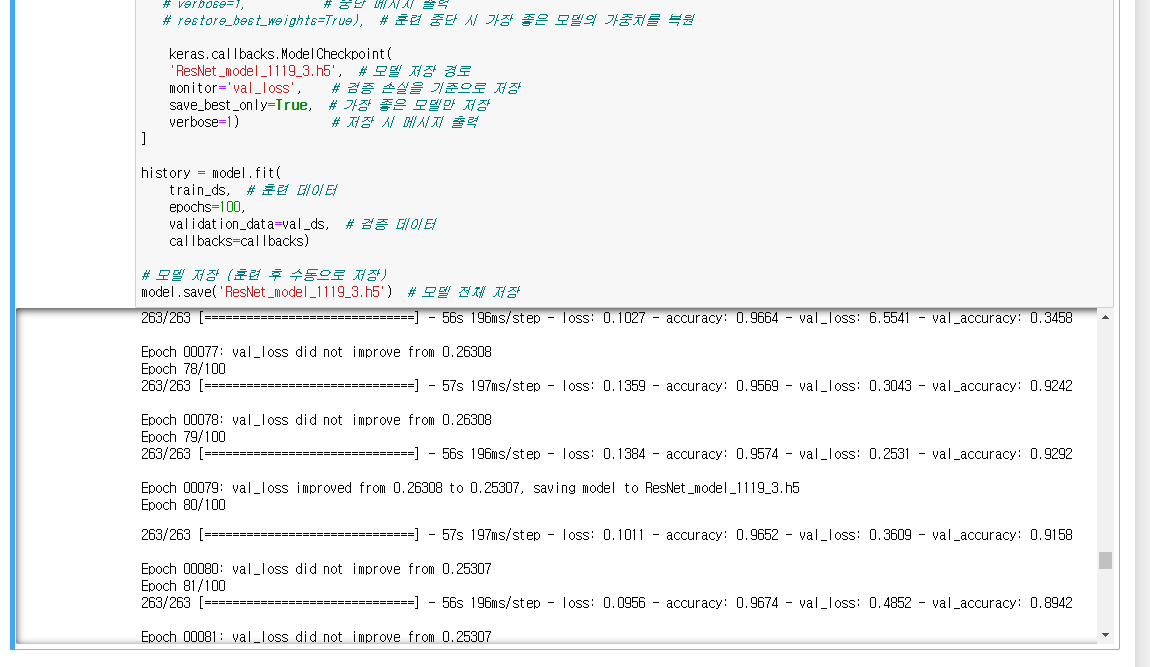 # verbose=1, # 중단 메시지 출력
# restore_best_weights=True), # 훈련 중단 시 가장 좋은 모델의 가중치를 복원
keras.callbacks.ModelCheckpoint(
'ResNet_model_1119_3.h5', # 모델 저장 경로
monitor='val_loss', # 검증 손실을 기준으로 저장
save_best_only=True, # 가장 좋은 모델만 저장
verbose=1) # 저장 시 메시지 출력
]
history = model.fit(
train_ds, # 훈련 데이터
epochs=100,
validation_data=val_ds, # 검증 데이터
callbacks=callbacks)
# 모델 저장 (훈련 후 수동으로 저장)
model.save('ResNet_model_1119_3.h5') # 모델 전체 저장
263/263 [==============================] - 56s 196ms/step - loss: 0.1027 - accuracy: 0.9664 - val_loss: 6.5541 - val_accuracy: 0.3458
Epoch 00077: val_loss did not improve from 0.26308
Epoch 78/100
263/263 [==============================] - 57s 197ms/step - loss: 0.1359 - accuracy: 0.9569 - val_loss: 0.3043 - val_accuracy: 0.9242
Epoch 00078: val_loss did not improve from 0.26308
Epoch 79/100
263/263 [==============================] - 56s 196ms/step - loss: 0.1384 - accuracy: 0.9574 - val_loss: 0.2531 - val_accuracy: 0.9292
Epoch 00079: val_loss improved from 0.26308 to 0.25307, saving model to ResNet_model_1119_3.h5
Epoch 80/100
263/263 [==============================] - 57s 197ms/step - loss: 0.1011 - accuracy: 0.9652 - val_loss: 0.3609 - val_accuracy: 0.9158
Epoch 00080: val_loss did not improve from 0.25307
Epoch 81/100
263/263 [==============================] - 56s 196ms/step - loss: 0.0956 - accuracy: 0.9674 - val_loss: 0.4852 - val_accuracy: 0.8942
Epoch 00081: val_loss did not improve from 0.25307